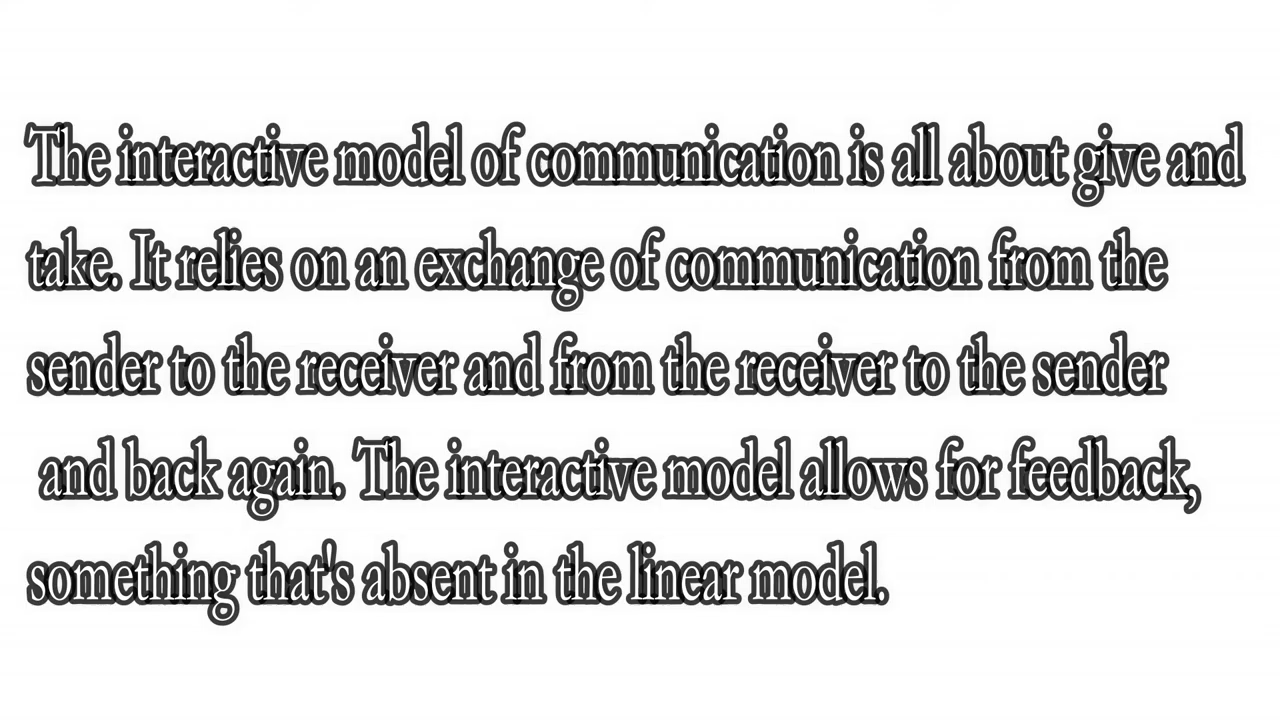 The interactive model of communication is all about give and
take. It relies on an exchange of communication from the
sender to the receiver and from the receiver to the sender
and back again. The interactive model allows for feedback,
something that's absent in the linear model.